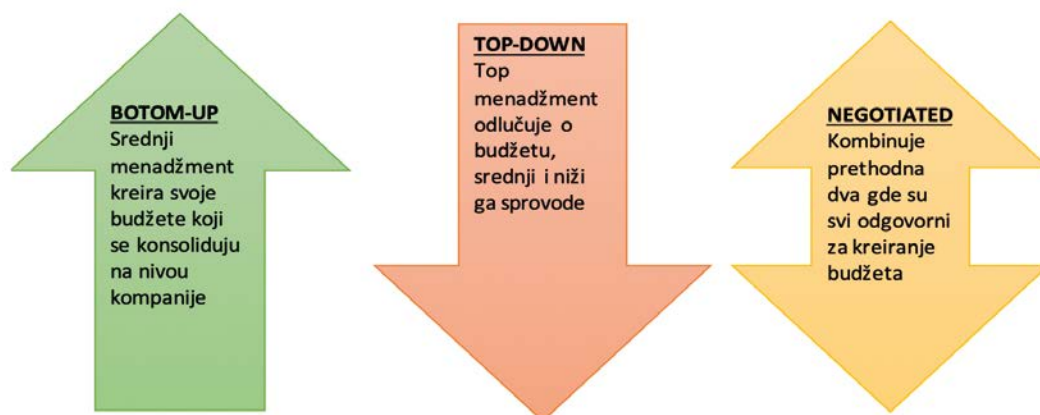 BOTOM-UP
Srednji
menadžment
kreira svoje
budžete koji
se konsoliduju
na nivou
kompanije
TOP-DOWN
Top
menadžment
odlučuje o
budžetu,
srednji i niži
ga sprovode
NEGOTIATED
Kombinuje
prethodna
dva gde su
svi odgovorni
za kreiranje
budžeta